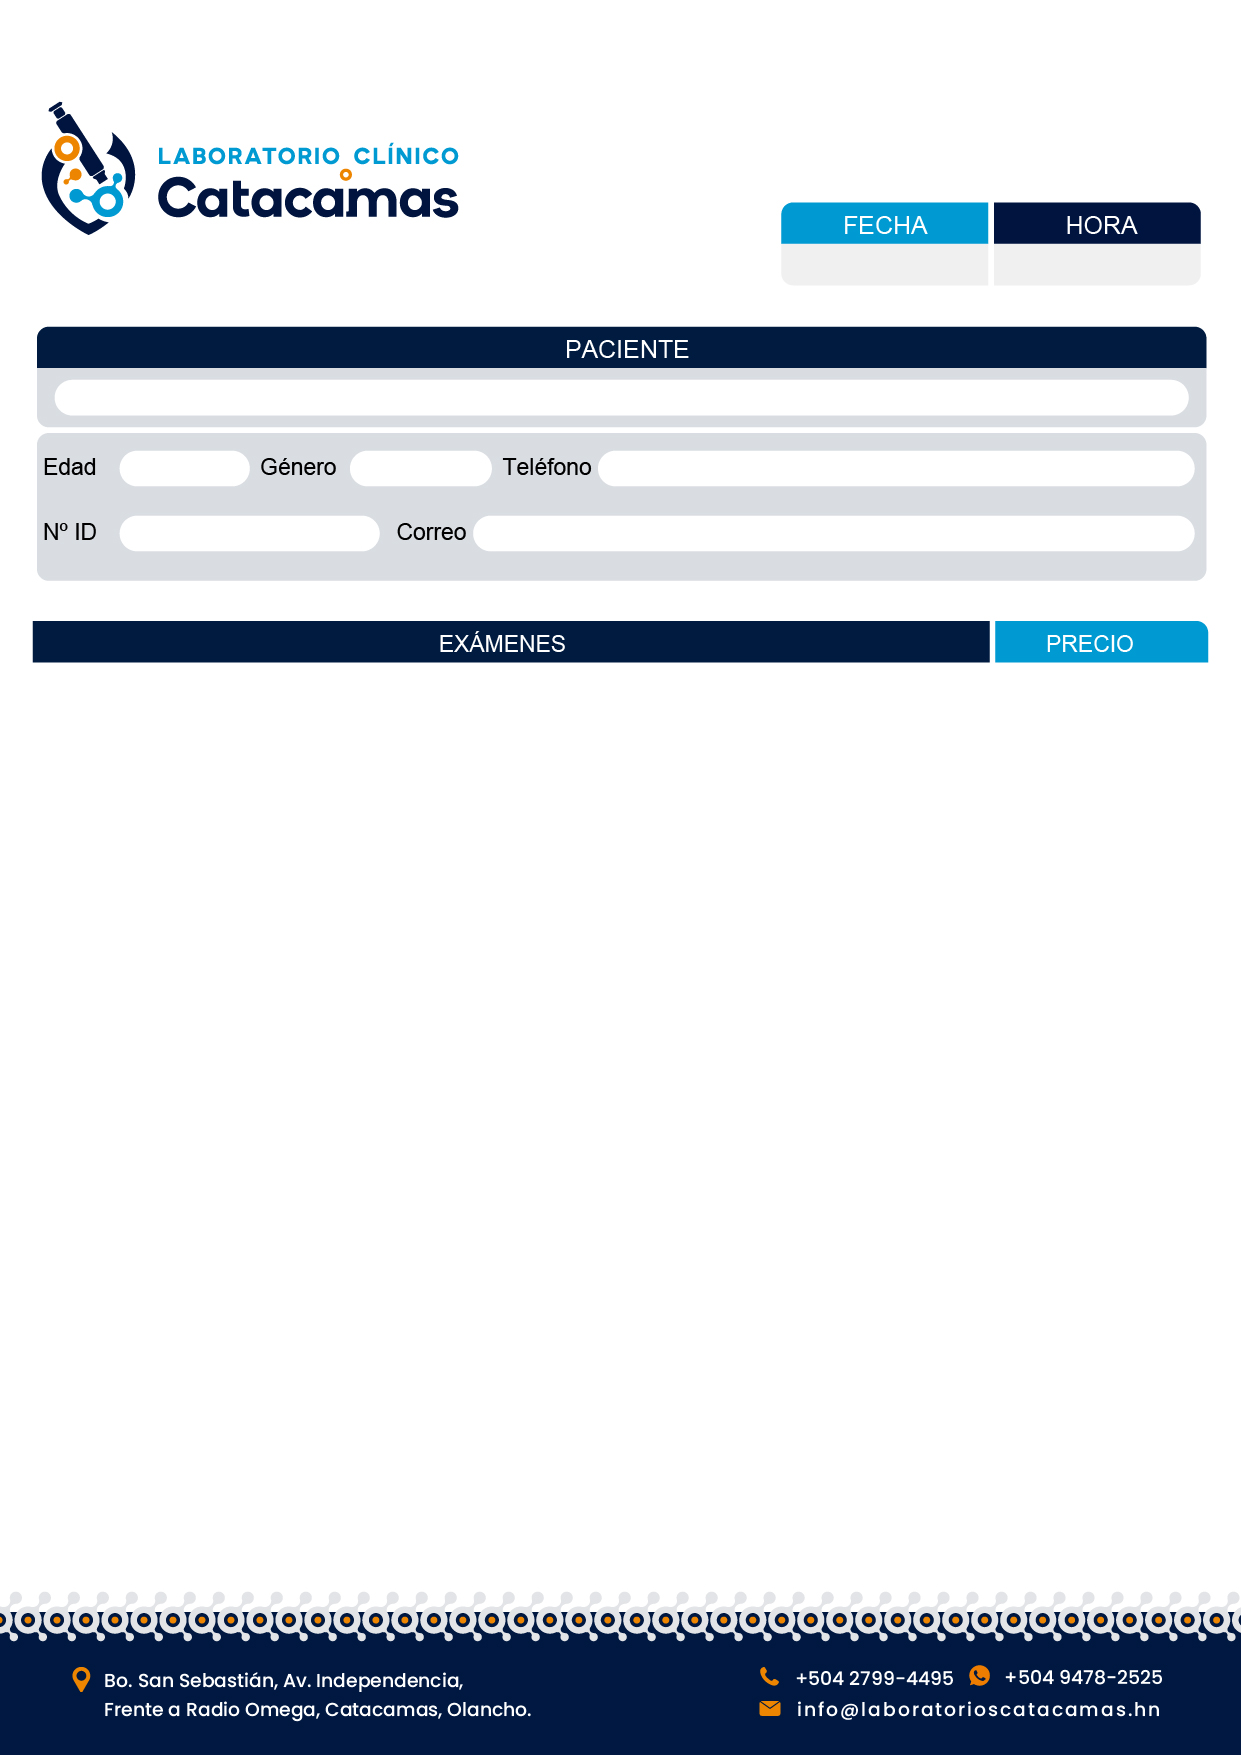 LABORATORIO CLÍNICO
Catacamas
FECHA HORA
PACIENTE
Edad Género Teléfono
Nº ID Correo
EXÁMENES PRECIO
Bo. San Sebastián, Av. Independencia,
Frente a Radio Omega, Catacamas, Olancho.
+504 2799-4495 +504 9478-2525
info@laboratorioscatacamas.hn